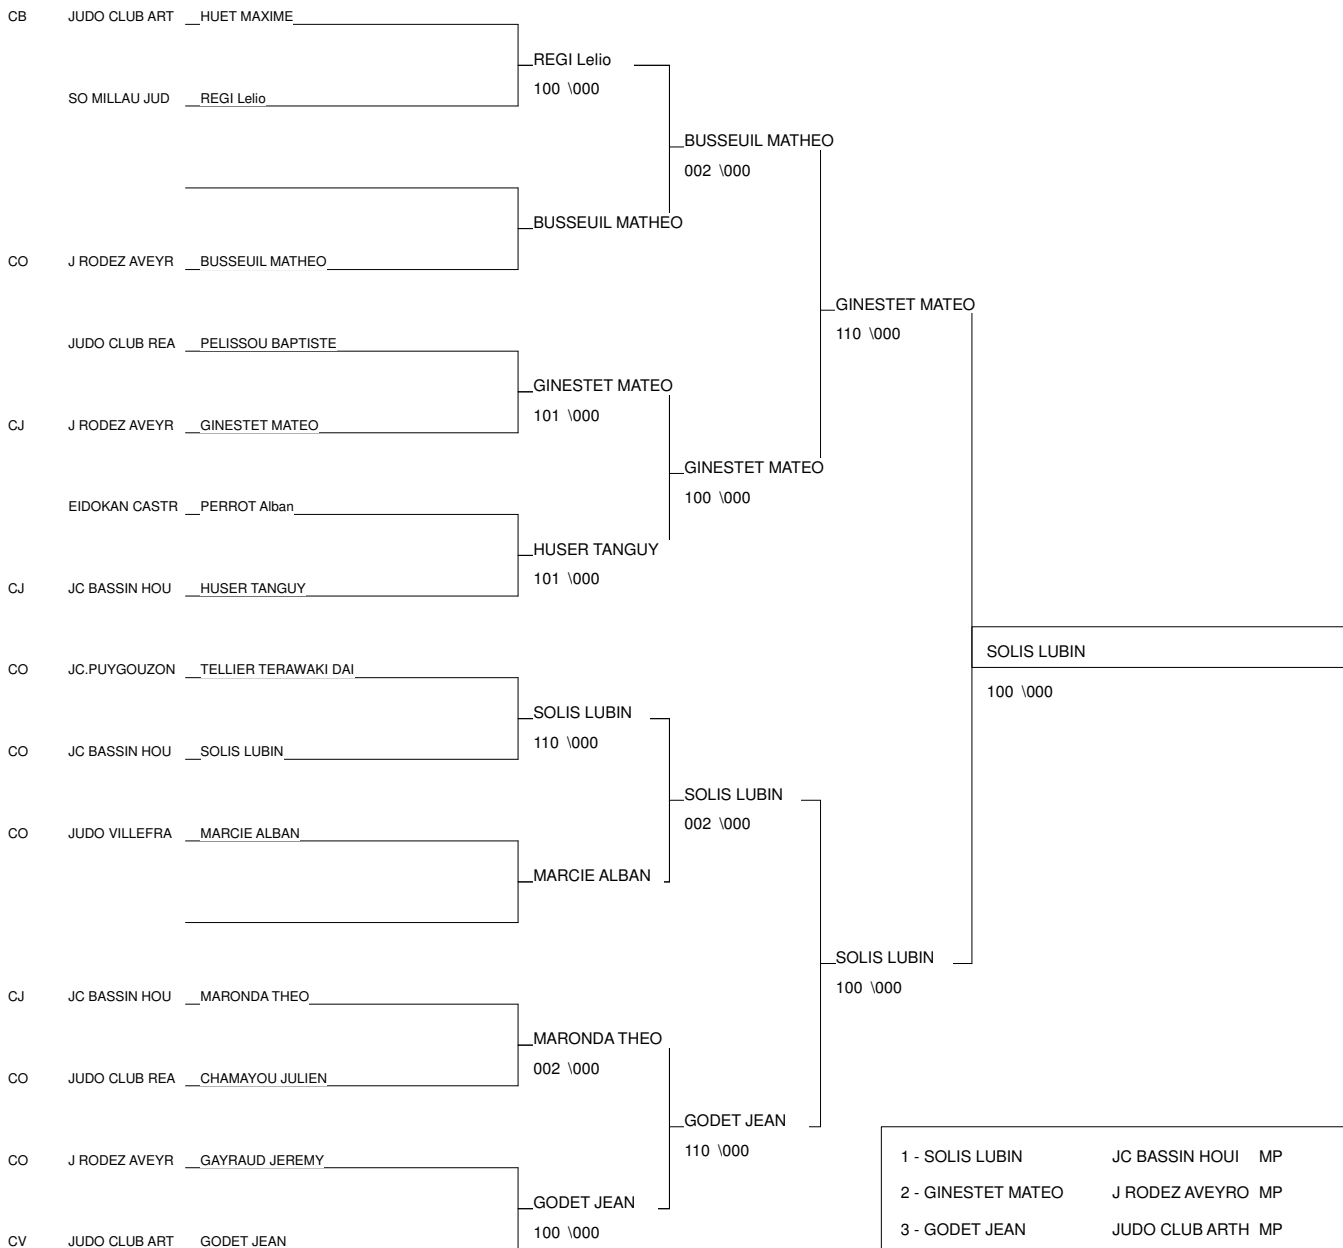 CB JUDO CLUB ART HUET MAXIME
REGI Lelio
100 \000
SO MILLAU JUD REGI Lelio
BUSSEUIL MATHEO
002 \000
BUSSEUIL MATHEO
CO J RODEZ AVEYR BUSSEUIL MATHEO
GINESTET MATEO
110 \000
JUDO CLUB REA PELISSOU BAPTISTE
GINESTET MATEO
101 \000
CJ J RODEZ AVEYR GINESTET MATEO
GINESTET MATEO
100 \000
EIDOKAN CASTR PERROT Alban
HUSER TANGUY
101 \000
CJ JC BASSIN HOU HUSER TANGUY
SOLIS LUBIN
100 \000
CO JC.PUYGOUZON TELLIER TERAWAKI DAI
SOLIS LUBIN
110 \000
CO JC BASSIN HOU SOLIS LUBIN
SOLIS LUBIN
002 \000
CO JUDO VILLEFRA MARCIE ALBAN
MARCIE ALBAN
SOLIS LUBIN
100 \000
CJ JC BASSIN HOU MARONDA THEO
MARONDA THEO
002 \000
CO JUDO CLUB REA CHAMAYOU JULIEN
GODET JEAN
110 \000
CO J RODEZ AVEYR GAYRAUD JEREMY
GODET JEAN
100 \000
CV JUDO CLUB ART GODET JEAN
1 - SOLIS LUBIN JC BASSIN HOUI MP
2 - GINESTET MATEO J RODEZ AVEYRO MP
3 - GODET JEAN JUDO CLUB ARTH MP